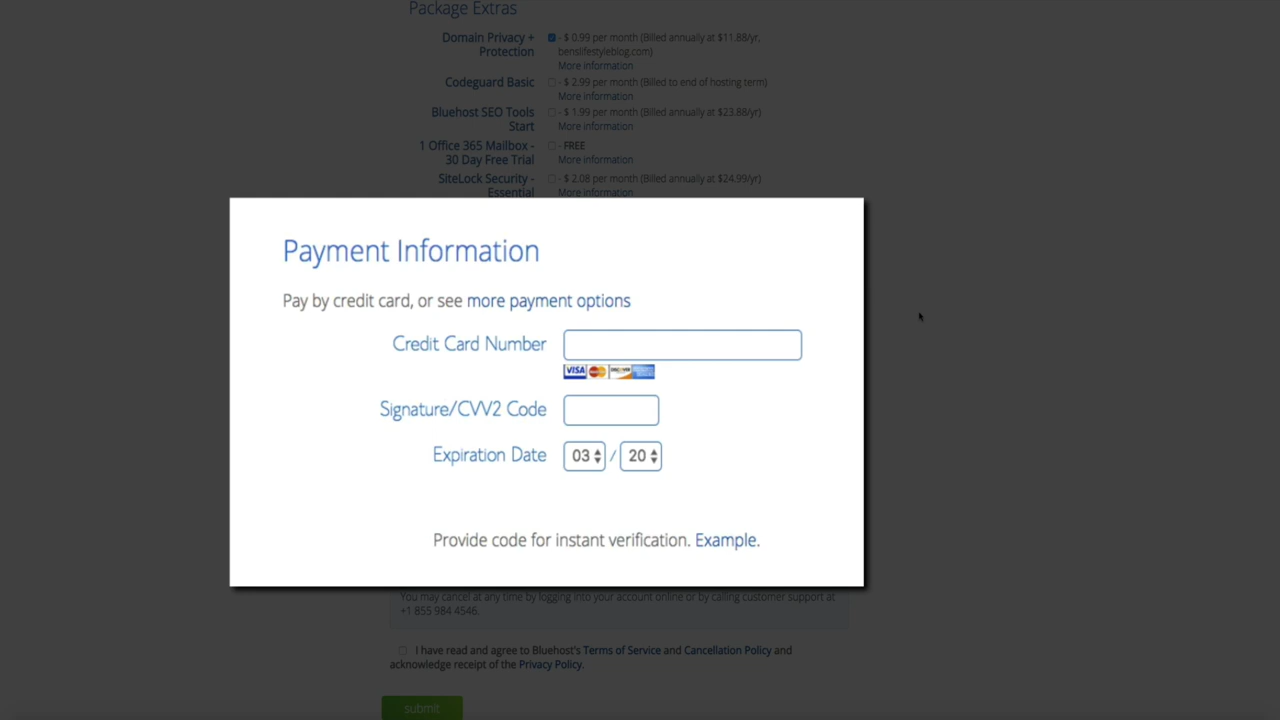 Package Extras
Domain Privacy + - $ 0.99 per month (Billed annually at $11.88/yr,
Protection benslifestyleblog.com)
More information
Codeguard Basic - $ 2.99 per month (Billed to end of hosting term)
More information
Bluehost SEO Tools - $ 1.99 per month (Billed annually at $23.88/yr)
Start More information
1 Office 365 Mailbox - - FREE
30 Day Free Trial More information
SiteLock Security - - $ 2.08 per month (Billed annually at $24.99/yr)
Essential More information
Payment Information
Pay by credit card, or see more payment options
Credit Card Number
VISA
Signature/CVV2 Code
Expiration Date 03 / 20
Provide code for instant verification. Example.
You may cancel at any time by logging into your account online or by calling customer support at
+1 855 984 4546.
I have read and agree to Bluehost's Terms of Service and Cancellation Policy and
acknowledge receipt of the Privacy Policy.
submit